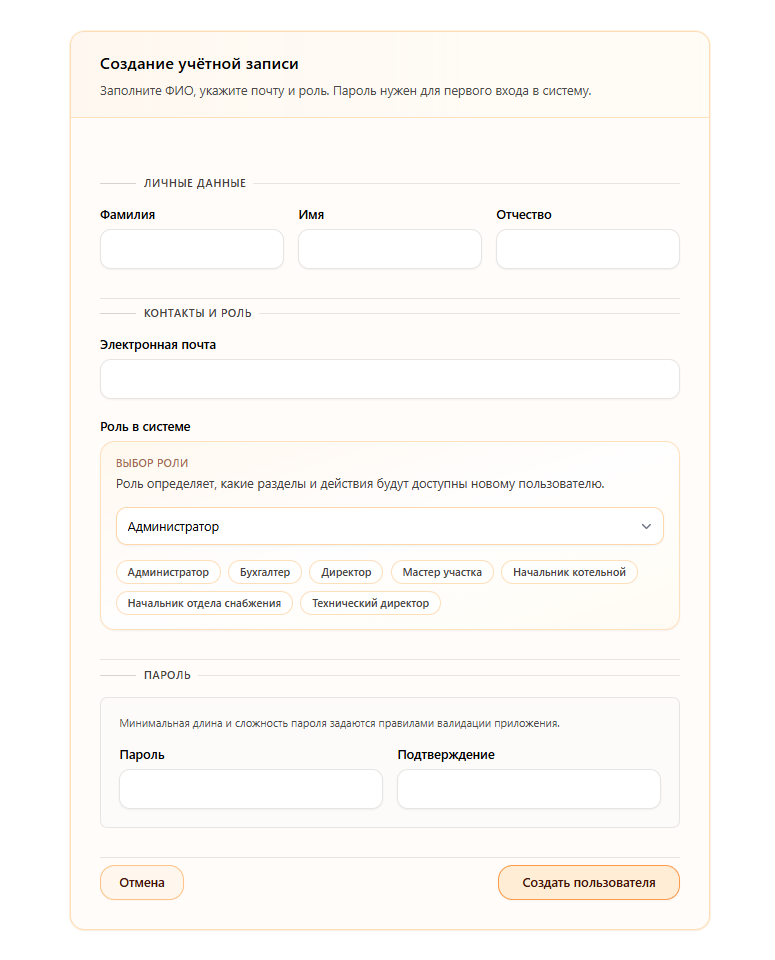 Создание учётной записи
Заполните ФИО, укажите почту и роль. Пароль нужен для первого входа в систему.
ЛИЧНЫЕ ДАННЫЕ
Фамилия Имя Отчество
КОНТАКТЫ И РОЛЬ
Электронная почта
Роль в системе
ВЫБОР РОЛИ
Роль определяет, какие разделы и действия будут доступны новому пользователю.
Администратор
Администратор Бухгалтер Директор Мастер участка Начальник котельной
Начальник отдела снабжения Технический директор
ПАРОЛЬ
Минимальная длина и сложность пароля задаются правилами валидации приложения.
Пароль Подтверждение
Отмена Создать пользователя